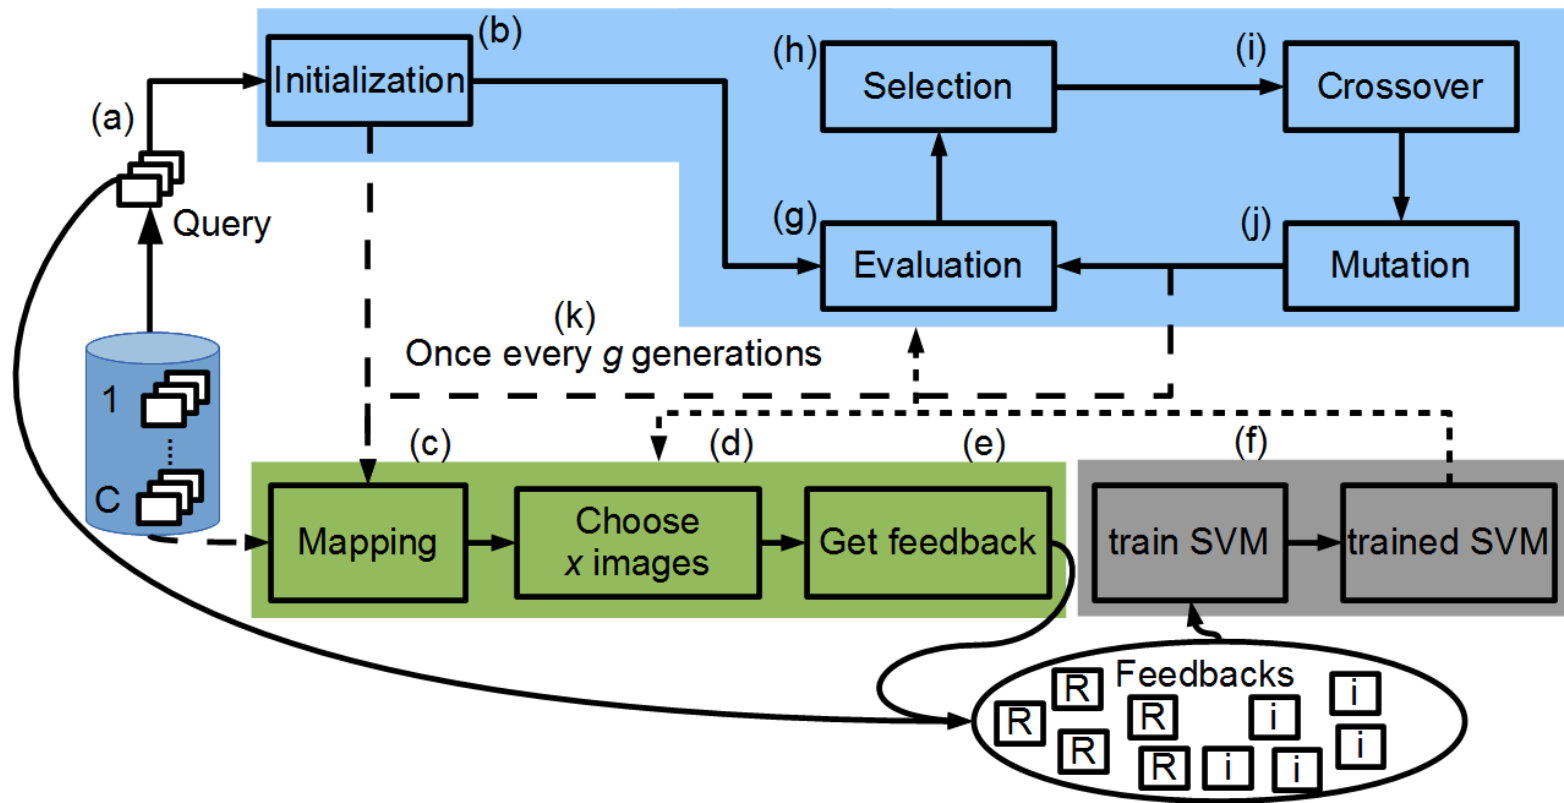 (b)
(h)
(i)
Initialization
Selection
Crossover
(a)
Query
(g)
(j)
Evaluation
Mutation
(k)
Once every g generations
1
C
(c)
(d)
(e)
(f)
Mapping
Choose
x images
Get feedback
train SVM
trained SVM
Feedbacks
R
R
R
R
R
i
i
i
i
i